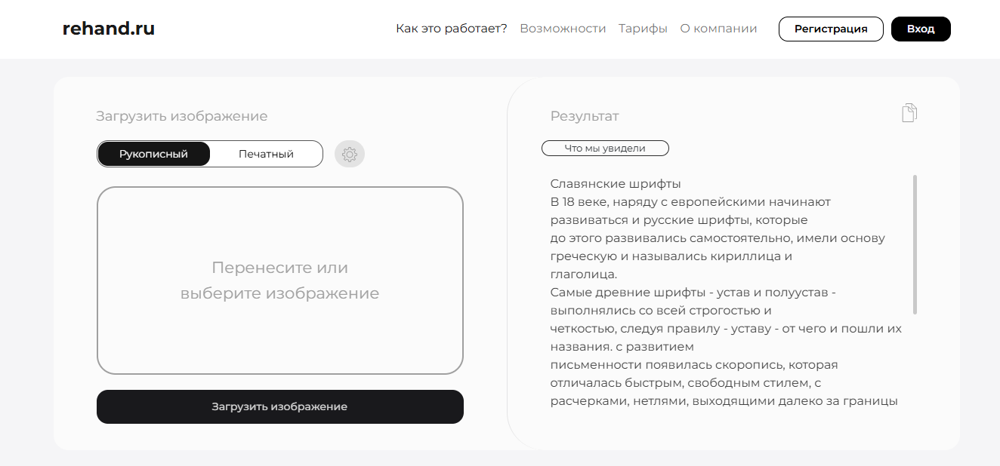 rehand.ru
Как это работает? Возможности Тарифы О компании Регистрация Вход
Загрузить изображение
Рукописный Печатный
Перенесите или
выберите изображение
Загрузить изображение
Результат
Что мы увидели
Славянские шрифты
В 18 веке, наряду с европейскими начинают
развиваться и русские шрифты, которые
до этого развивались самостоятельно, имели основу
греческую и назывались кириллица и
глаголица.
Самые древние шрифты - устав и полуустав -
выполнялись со всей строгостью и
четкостью, следуя правилу - уставу - от чего и пошли их
названия. с развитием
письменности появилась скоропись, которая
отличалась быстрым, свободным стилем, с
расчерками, нетлями, выходящими далеко за границы